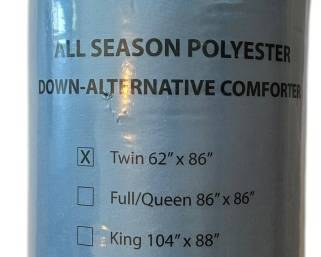 ALL SEASON POLYESTER
DOWN-ALTERNATIVE COMFORTER
X Twin 62” x 86”
Full/Queen 86” x 86”
King 104” x 88”